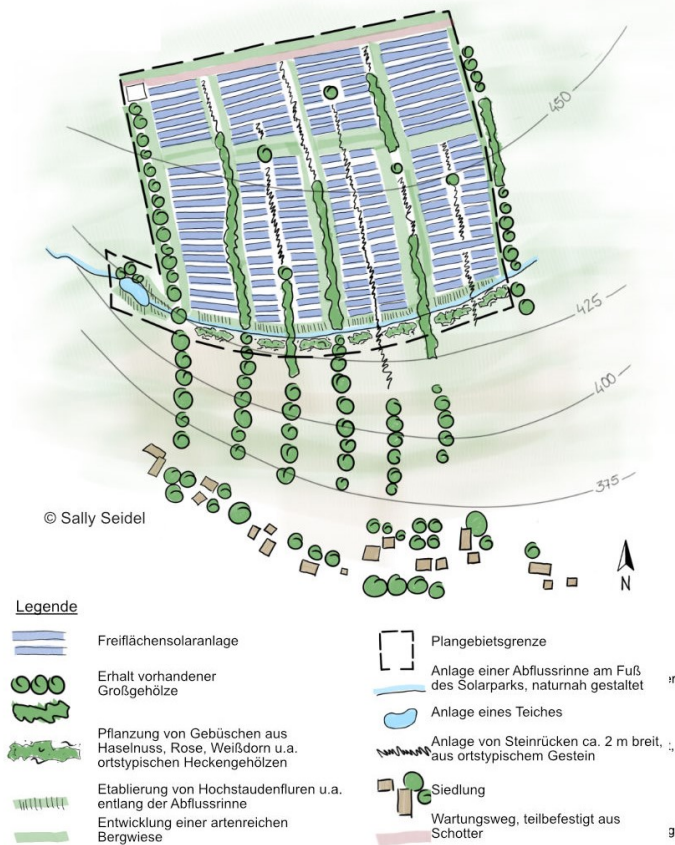 450
425
400
375
© Sally Seidel
N
Legende
Freiflächensolaranlage
Erhalt vorhandener
Großgehölze
Pflanzung von Gebüschen aus
Haselnuss, Rose, Weißdorn u.a.
ortstypischen Heckengehölzen
Etablierung von Hochstaudenfluren u.a.
entlang der Abflussrinne
Entwicklung einer artenreichen
Bergwiese
Plangebietsgrenze
Anlage einer Abflussrinne am Fuß
des Solarparks, naturnah gestaltet
Anlage eines Teiches
Anlage von Steinrücken ca. 2 m breit,
aus ortstypischem Gestein
Siedlung
Wartungsweg, teilbefestigt aus
Schotter